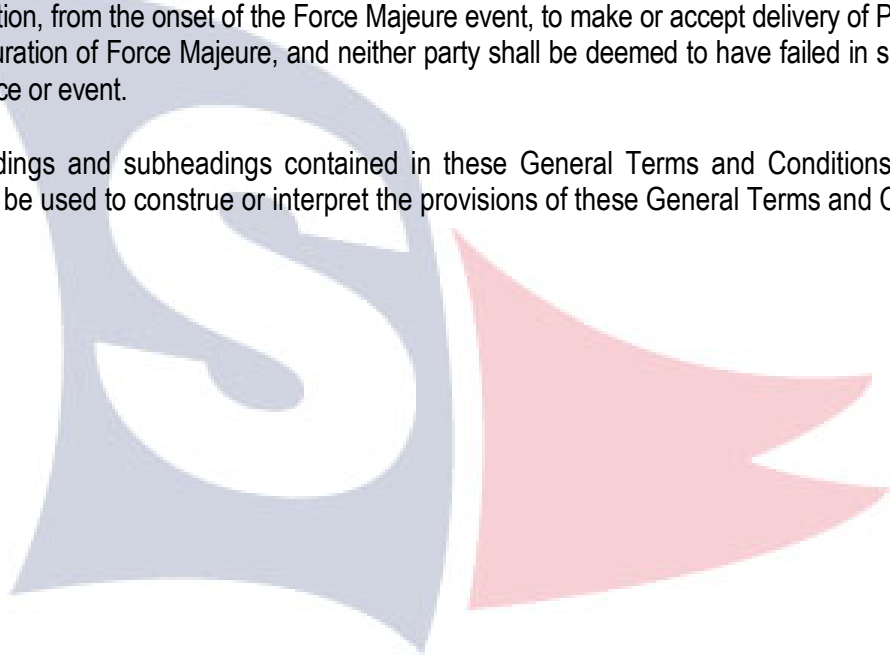 tion, from the onset of the Force Majeure event, to make or accept delivery of P
uration of Force Majeure, and neither party shall be deemed to have failed in s
ce or event.
dings and subheadings contained in these General Terms and Conditions
be used to construe or interpret the provisions of these General Terms and C
S